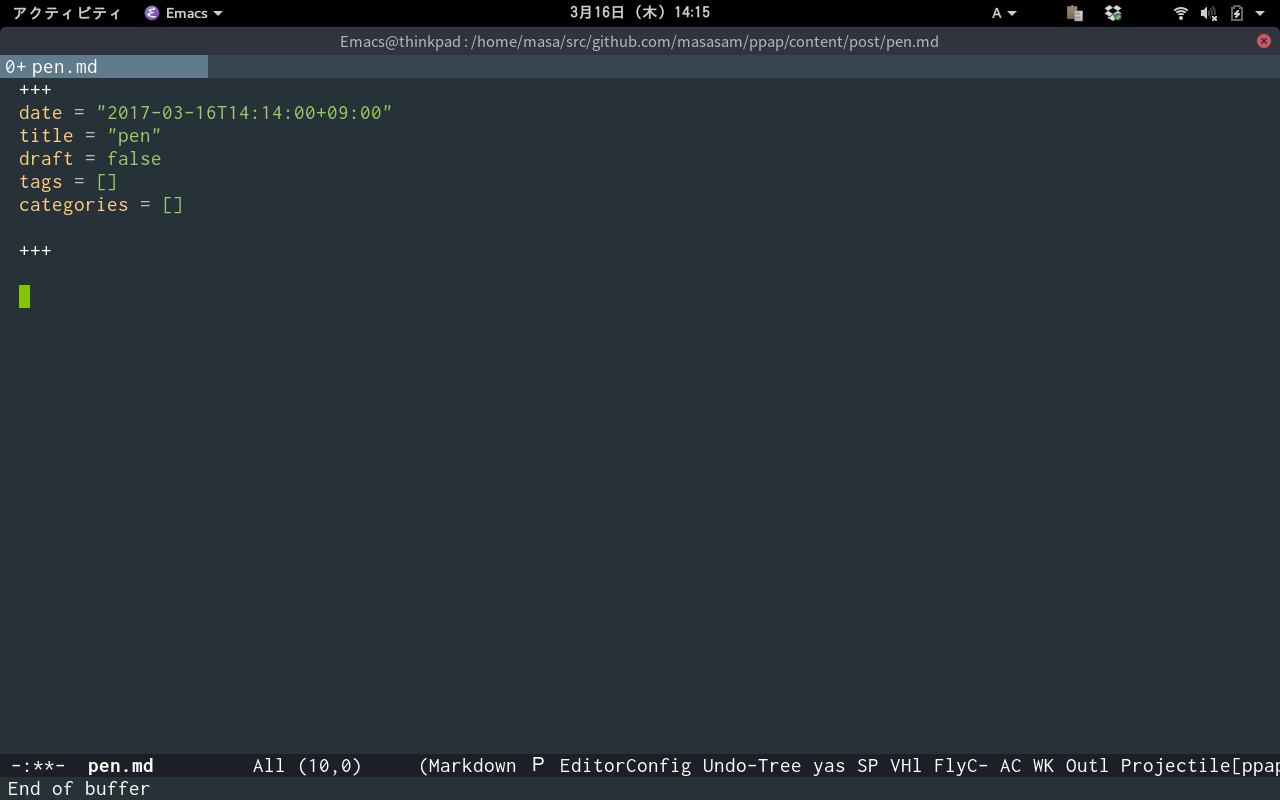 アクティビティ Emacs 3月16日 (木) 14:15 A
Emacs@thinkpad:/home/masa/src/github.com/masasam/ppap/content/post/pen.md
0+ pen.md
+++
date = "2017-03-16T14:14:00+09:00"
title = "pen"
draft = false
tags = []
categories = []
+++
-:**- pen.md All (10,0) (Markdown P EditorConfig Undo-Tree yas SP VHl FlyC- AC WK Outl Projectile[ppap
End of buffer